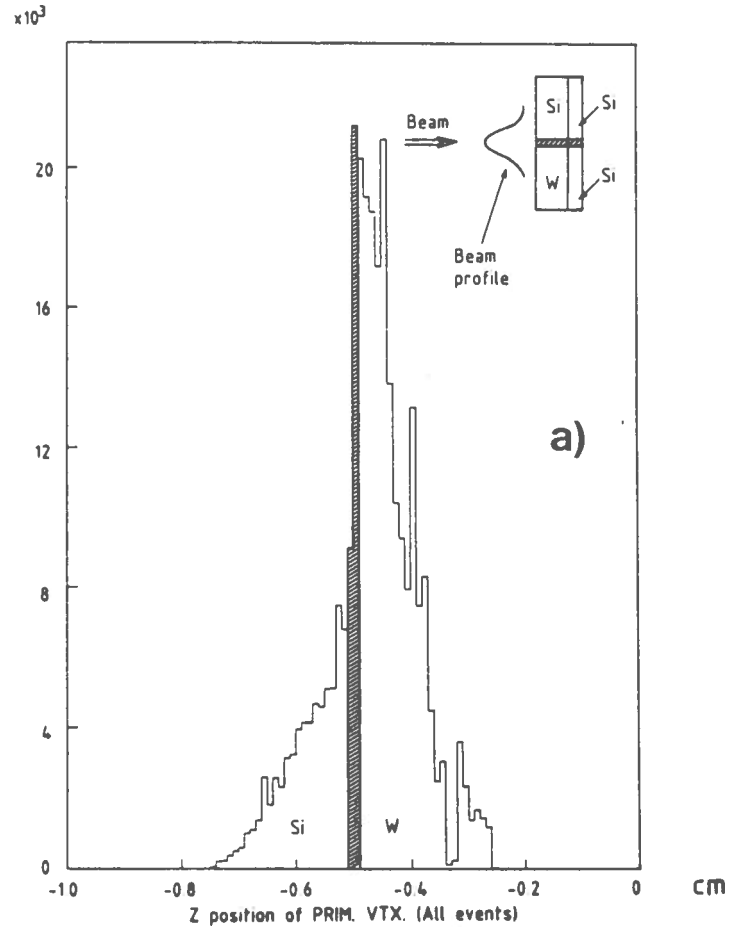 x10³
Si
Si
Beam
20
W
Si
Beam
profile
16
a)
12
8
4
Si
W
0
-1 0
-0 8
-0 6
-0.4
-0.2
0
cm
Z position of PRIM. VTX. (All events)